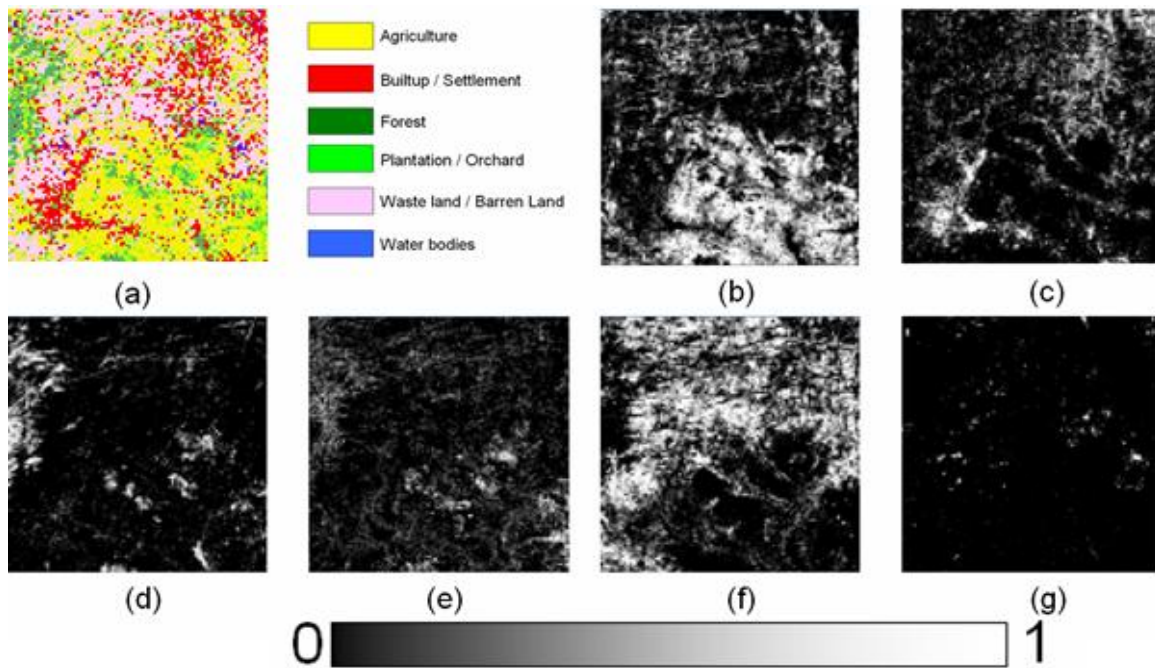 Agriculture
Builtup / Settlement
Forest
Plantation / Orchard
Waste land / Barren Land
Water bodies
(a)
(b)
(c)
(d)
(e)
(f)
(g)
0
1